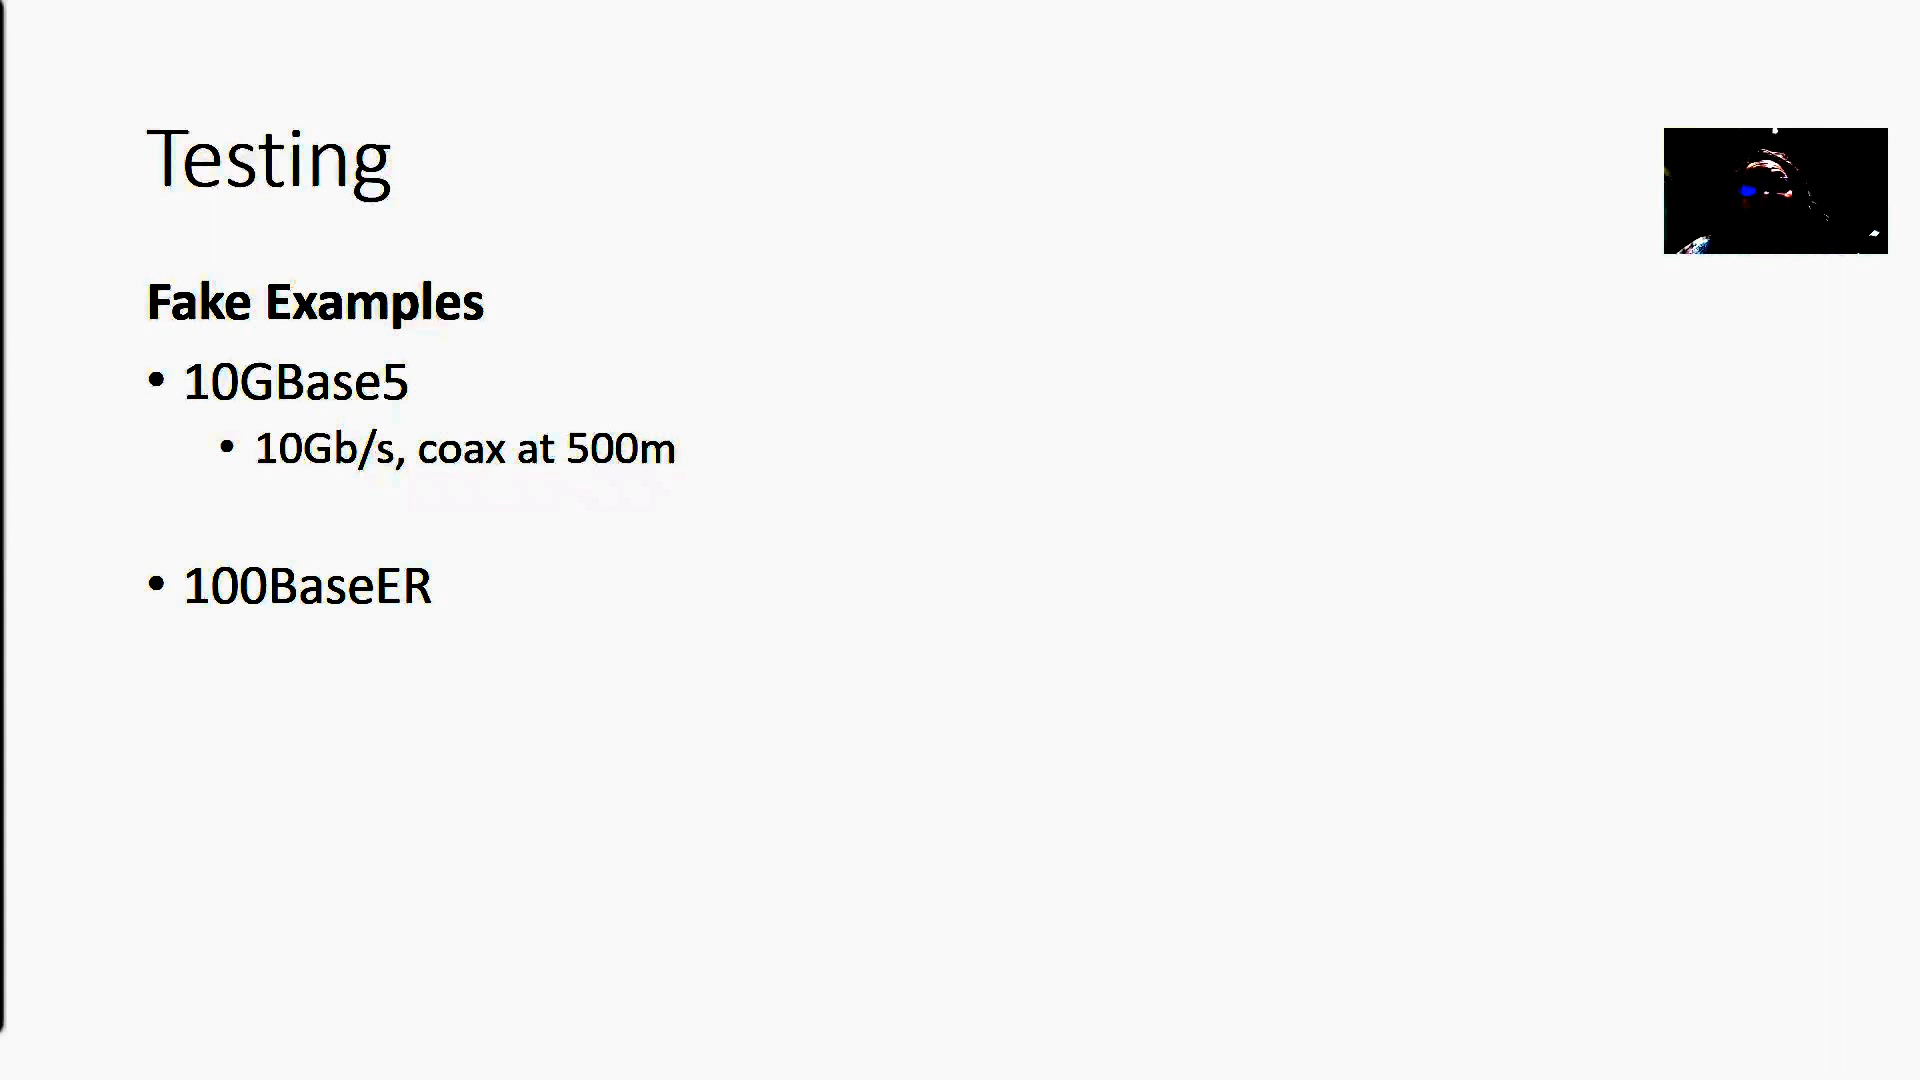 Testing
Fake Examples
• 10GBase5
• 10Gb/s, coax at 500m
• 100BaseER